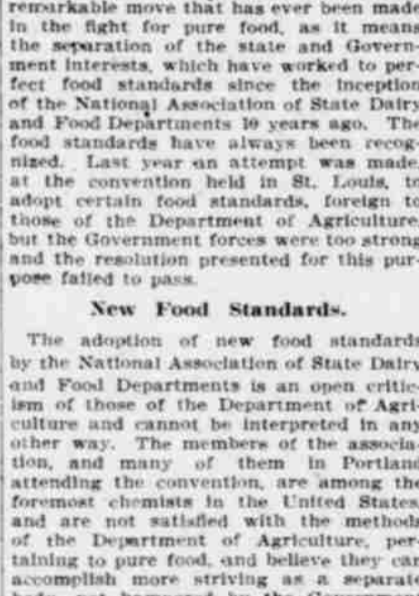 remarkable move that has ever been made
in the fight for pure food, as it means
the separation of the state and Govern-
ment interests, which have worked to per-
fect food standards since the inception
of the National Association of State Dairy
and Food Departments 10 years ago. The
food standards have always been recog-
nized. Last year an attempt was made
at the convention held in St. Louis, to
adopt certain food standards, foreign to
those of the Department of Agriculture,
but the Government forces were too strong
and the resolution presented for this pur-
pose failed to pass.
New Food Standards.
The adoption of new food standards
by the National Association of State Dairy
and Food Departments is an open critic-
ism of those of the Department of Agri-
culture and cannot be interpreted in any
other way. The members of the associa-
tion, and many of them in Portland
attending the convention, are among the
foremost chemists in the United States
and are not satisfied with the methods
of the Department of Agriculture, per-
taining to pure food, and believe they can
accomplish more striving as a separate